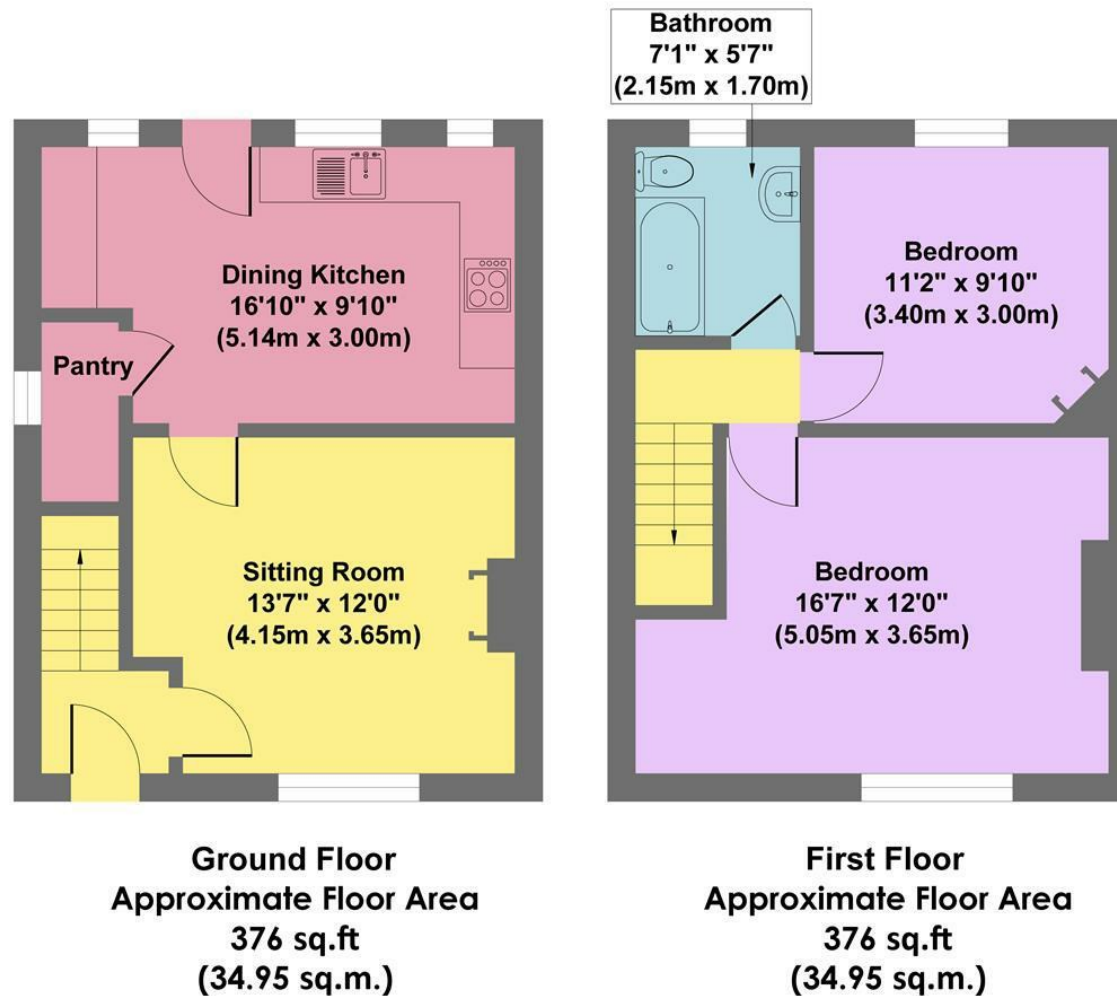 Bathroom
7'1" x 5'7"
(2.15m x 1.70m)
Dining Kitchen
16'10" x 9'10"
(5.14m x 3.00m)
Pantry
Bedroom
11'2" x 9'10"
(3.40m x 3.00m)
Sitting Room
13'7" x 12'0"
(4.15m x 3.65m)
Bedroom
16'7" x 12'0"
(5.05m x 3.65m)
Ground Floor
Approximate Floor Area
376 sq.ft
(34.95 sq.m.)
First Floor
Approximate Floor Area
376 sq.ft
(34.95 sq.m.)